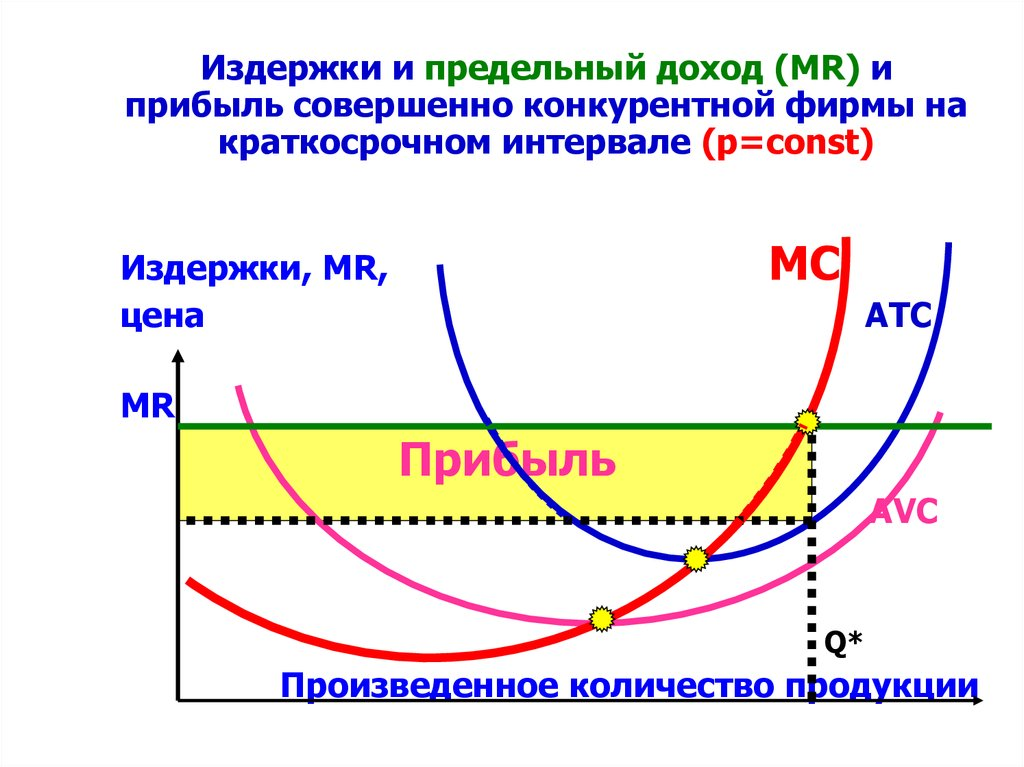 Издержки и предельный доход (MR) и
прибыль совершенно конкурентной фирмы на
краткосрочном интервале (p=const)
Издержки, MR,
цена
MC
ATC
MR
Прибыль
AVC
Q*
Произведенное количество продукции